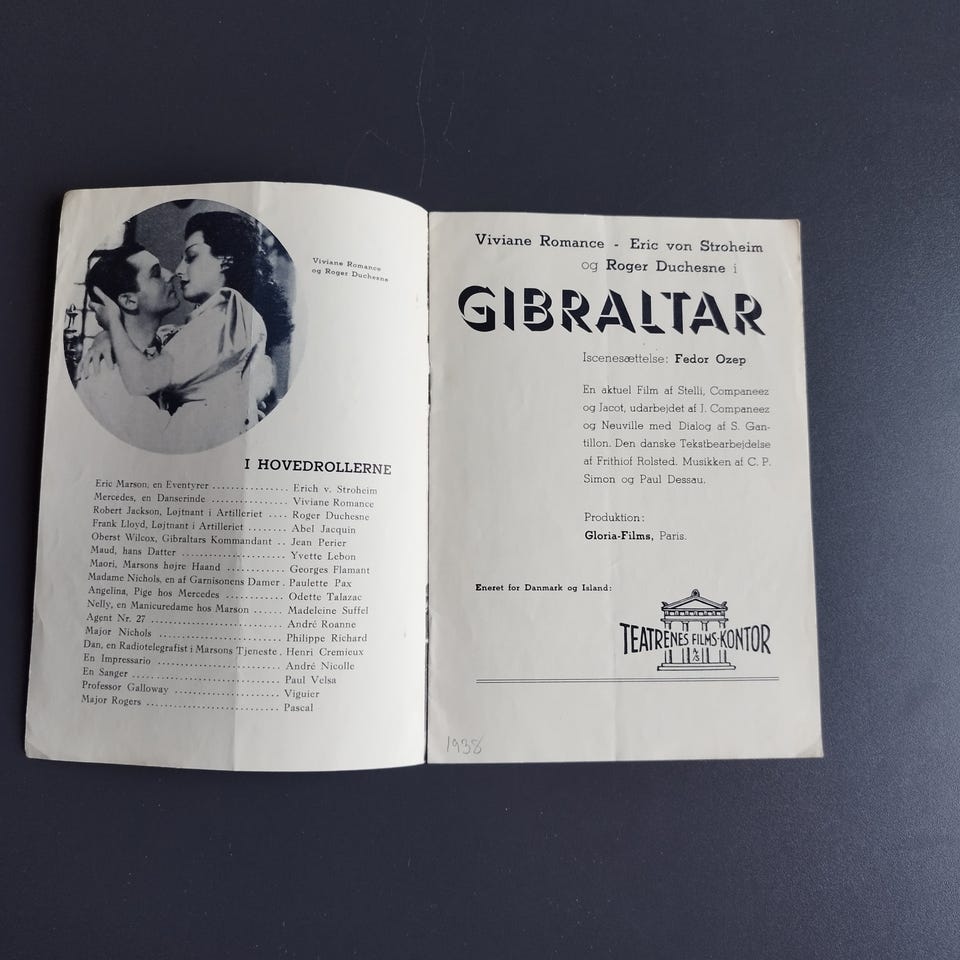 Viviane Romance
og Roger Duchesne
I HOVEDROLLERNE
Eric Marson, en Eventyrer ................ Erich v. Stroheim
Mercedes, en Danserinde ................ Viviane Romance
Robert Jackson, Løjtnant i Artilleriet .... Roger Duchesne
Frank Lloyd, Løjtnant i Artilleriet ........ Abel Jacquin
Oberst Wilcox, Gibraltars Kommandant .. Jean Perier
Maud, hans Datter ........................ Yvette Lebon
Maori, Marsons højre Haand ............ Georges Flamant
Madame Nichols, en af Garnisonens Damer . Paulette Pax
Angelina, Pige hos Mercedes ............ Odette Talazac
Nelly, en Manicuredame hos Marson ...... Madeleine Suffel
Agent Nr. 27 ............................ André Roanne
Major Nichols ............................ Philippe Richard
Dan, en Radiotelegrafist i Marsons Tjeneste . Henri Cremieux
En Impressario .......................... André Nicolle
En Sanger .............................. Paul Velsa
Professor Galloway ...................... Viguier
Major Rogers ............................ Pascal
Viviane Romance - Eric von Stroheim
og Roger Duchesne i
GIBRALTAR
Iscenesættelse: Fedor Ozep
En aktuel Film af Stelli, Companeez
og Jacot, udarbejdet af J. Companeez
og Neuville med Dialog af S. Gan-
tillon. Den danske Tekstbearbejdelse
af Frithiof Rolsted. Musikken af C. P.
Simon og Paul Dessau.
Produktion:
Gloria-Films, Paris.
Eneret for Danmark og Island:
TEATRENES FILMS-KONTOR
A/S
1938